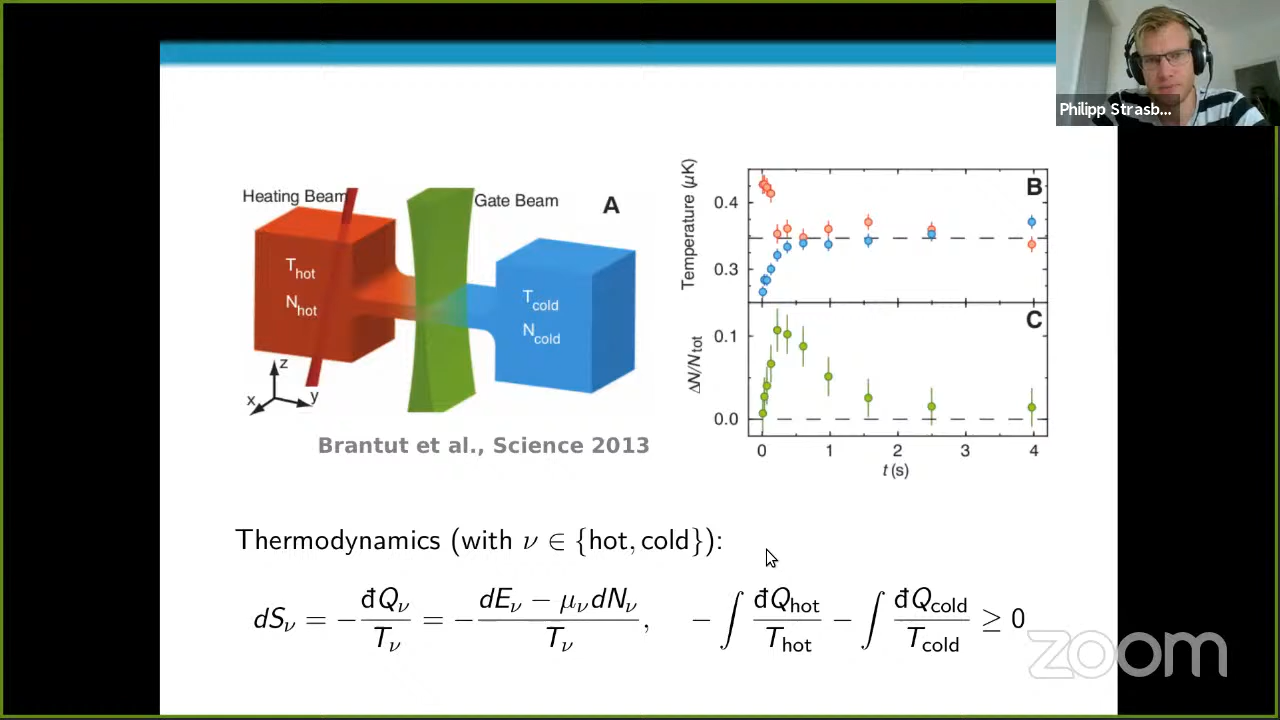 Philipp Strasb...
Heating Beam
Gate Beam
A
T_hot
N_hot
T_cold
N_cold
z
y
x
Brantut et al., Science 2013
Temperature (μK)
0.4
0.3
B
ΔN/N_tot
0.1
0.0
C
0 1 2 3 4
t (s)
Thermodynamics (with ν ∈ {hot, cold}):
dS_ν = −đQ_ν/T_ν = −(dE_ν − μ_νdN_ν)/T_ν, −∫ đQ_hot/T_hot − ∫ đQ_cold/T_cold ≥ 0
zoom